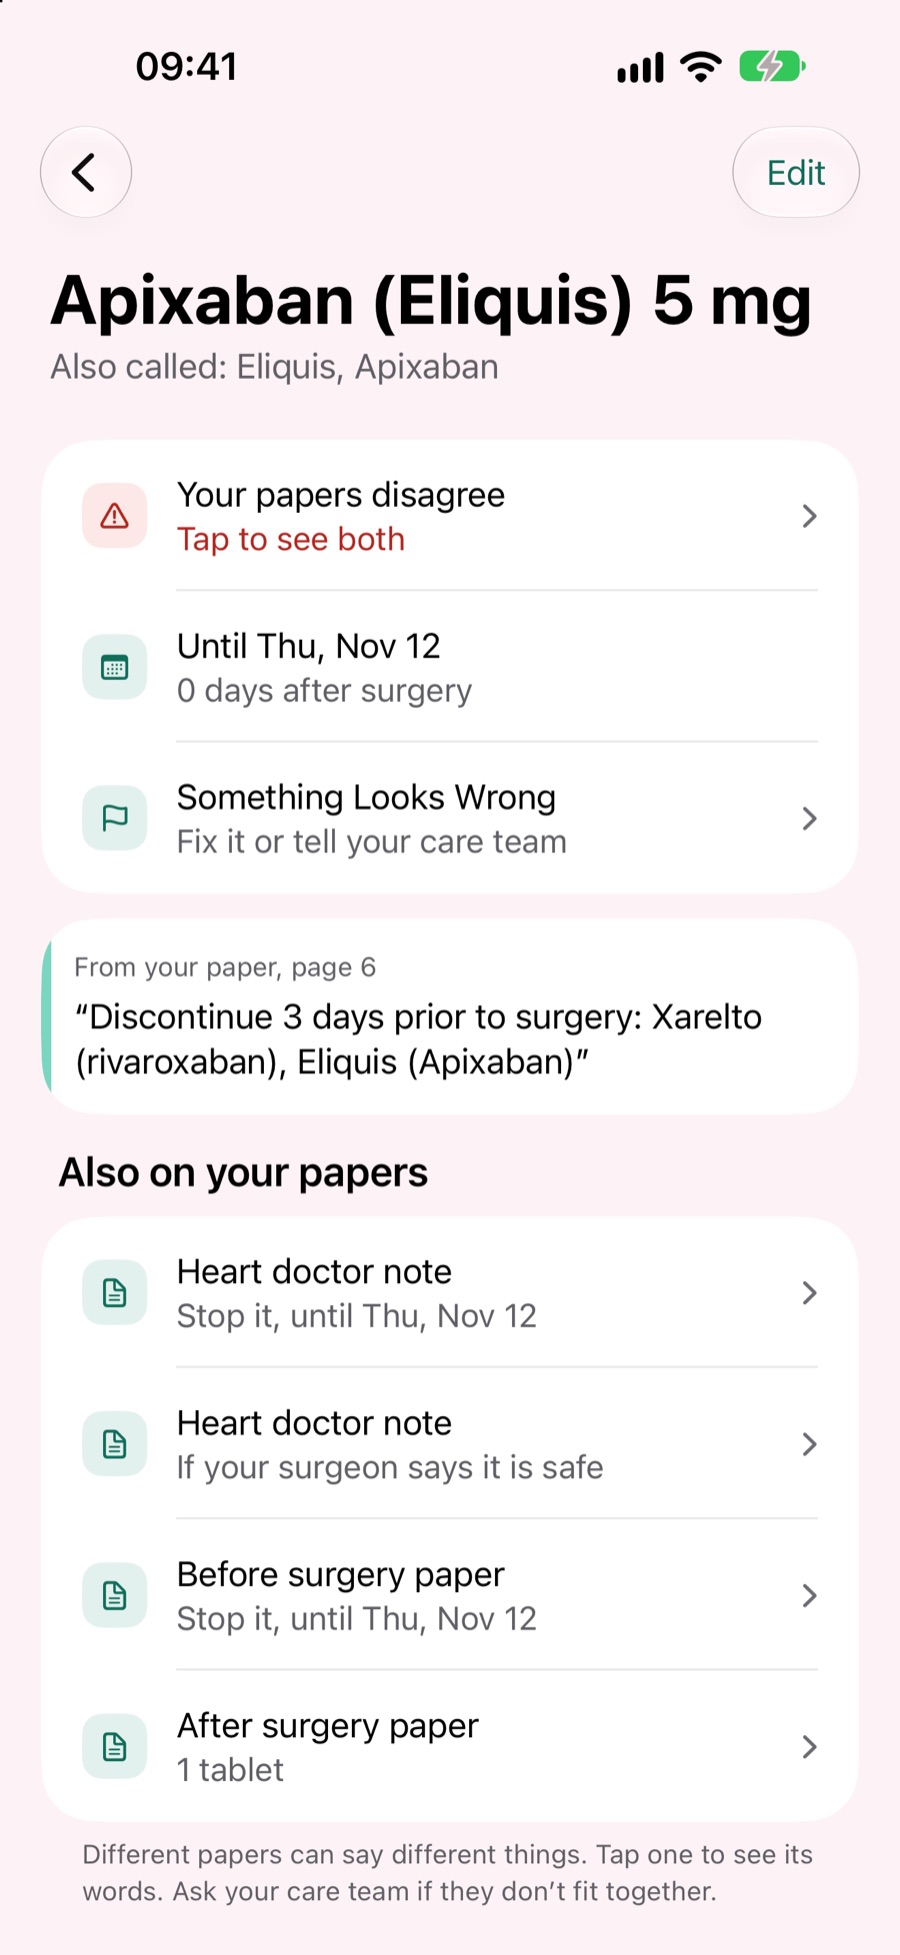 09:41
Edit
Apixaban (Eliquis) 5 mg
Also called: Eliquis, Apixaban
Your papers disagree
Tap to see both
Until Thu, Nov 12
0 days after surgery
Something Looks Wrong
Fix it or tell your care team
From your paper, page 6
“Discontinue 3 days prior to surgery: Xarelto
(rivaroxaban), Eliquis (Apixaban)”
Also on your papers
Heart doctor note
Stop it, until Thu, Nov 12
Heart doctor note
If your surgeon says it is safe
Before surgery paper
Stop it, until Thu, Nov 12
After surgery paper
1 tablet
Different papers can say different things. Tap one to see its
words. Ask your care team if they don’t fit together.